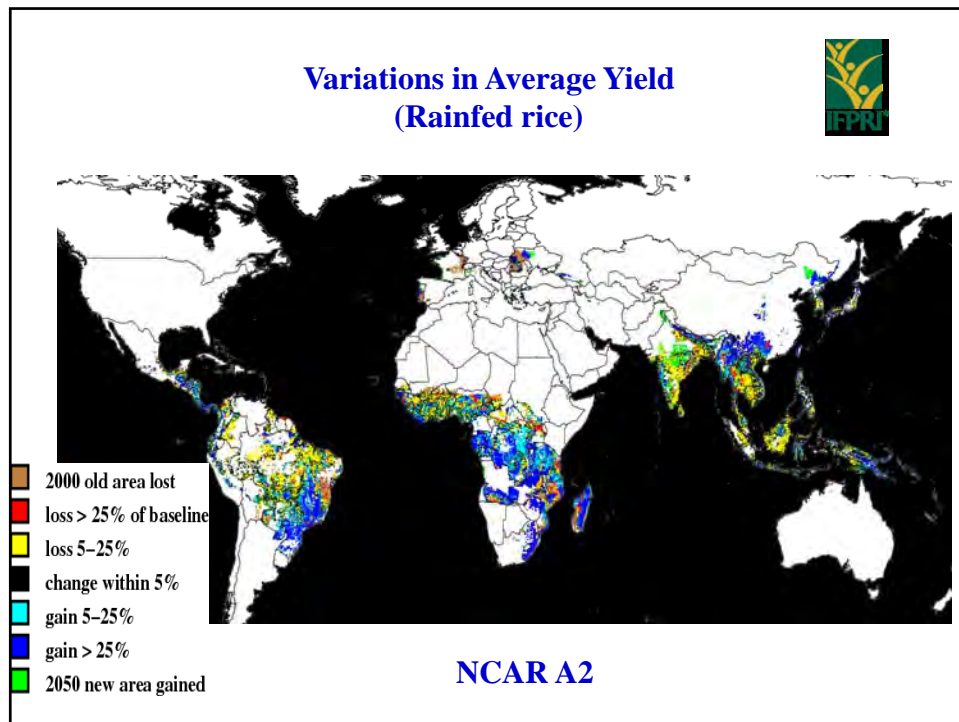 Variations in Average Yield
(Rainfed rice)
IFPRI
2000 old area lost
loss > 25% of baseline
loss 5–25%
change within 5%
gain 5–25%
gain > 25%
2050 new area gained
NCAR A2